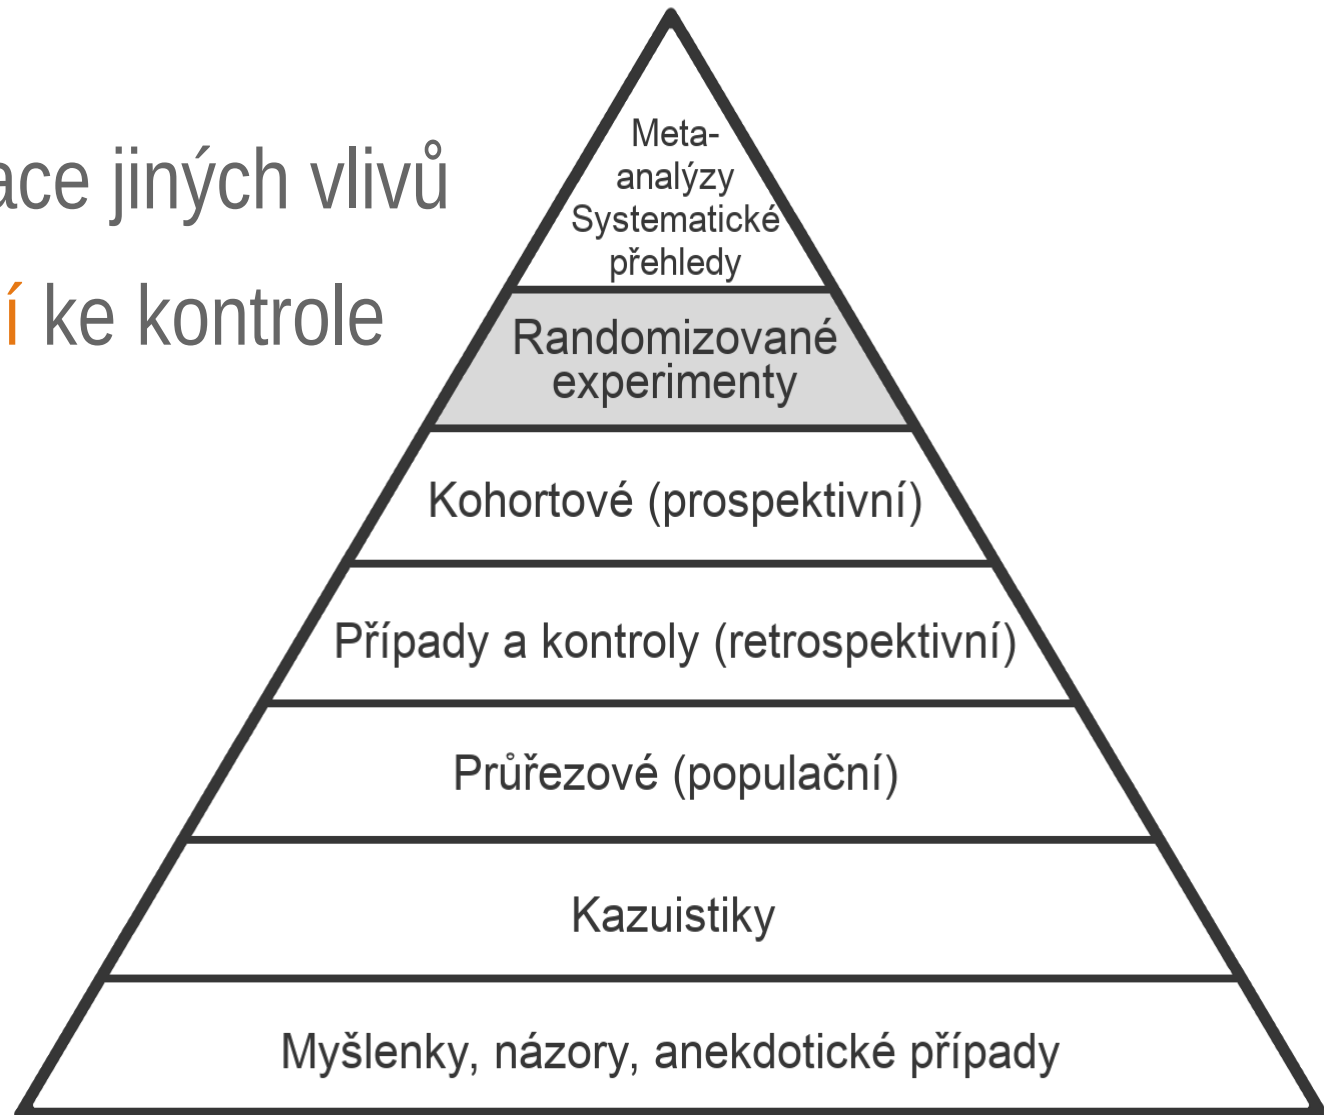 ace jiných vlivů
í ke kontrole
Meta-
analýzy
Systematické
přehledy
Randomizované
experimenty
Kohortové (prospektivní)
Případy a kontroly (retrospektivní)
Průřezové (populační)
Kazuistiky
Myšlenky, názory, anekdotické případy